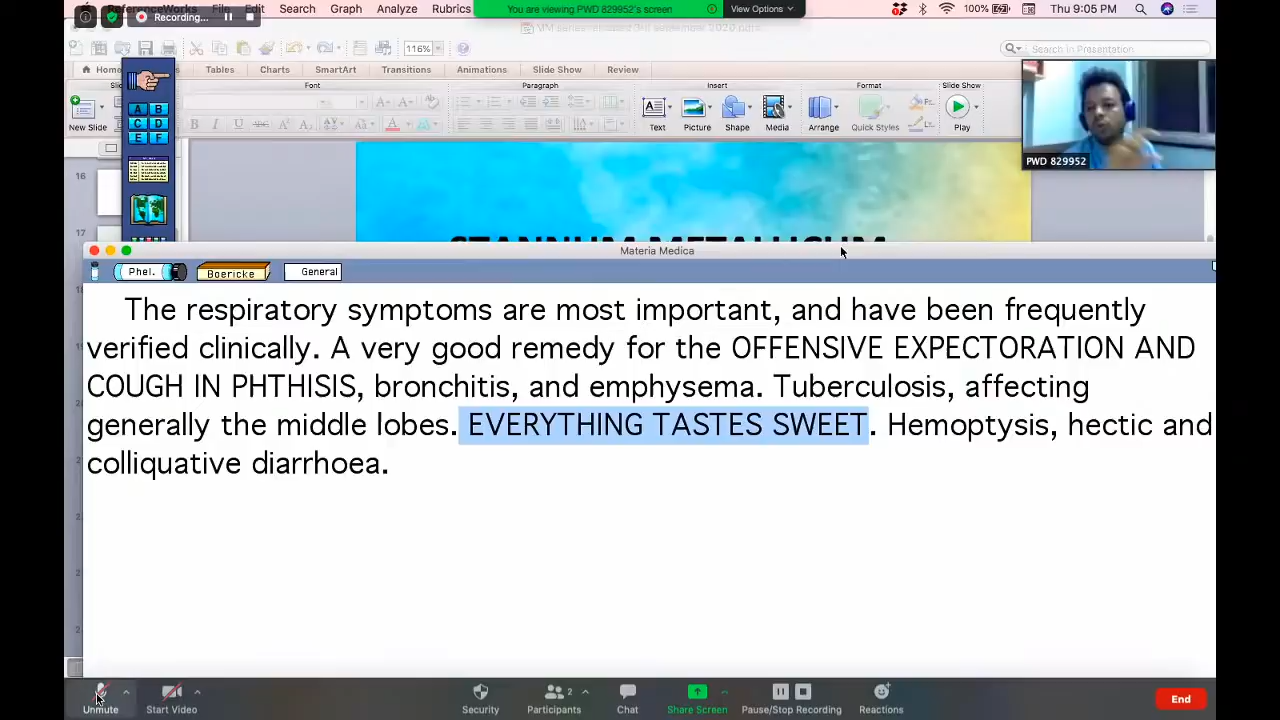 ReferenceWorks File Edit Search Graph Analyze Rubrics You are viewing PWD 829952's screen View Options 100% Thu 9:05 PM
Recording...
116% Search in Presentation
Home Tables Charts SmartArt Transitions Animations Slide Show Review
Font Paragraph Insert Format Slide Show
New Slide Text Picture Shape Media Arrange Quick Styles Play
A B
C D
E F
PWD 829952
16
17
STANNUM METALLICUM
Materia Medica
Phel. Boericke General
The respiratory symptoms are most important, and have been frequently
verified clinically. A very good remedy for the OFFENSIVE EXPECTORATION AND
COUGH IN PHTHISIS, bronchitis, and emphysema. Tuberculosis, affecting
generally the middle lobes. EVERYTHING TASTES SWEET. Hemoptysis, hectic and
colliquative diarrhoea.
Unmute Start Video Security Participants 2 Chat Share Screen Pause/Stop Recording Reactions End